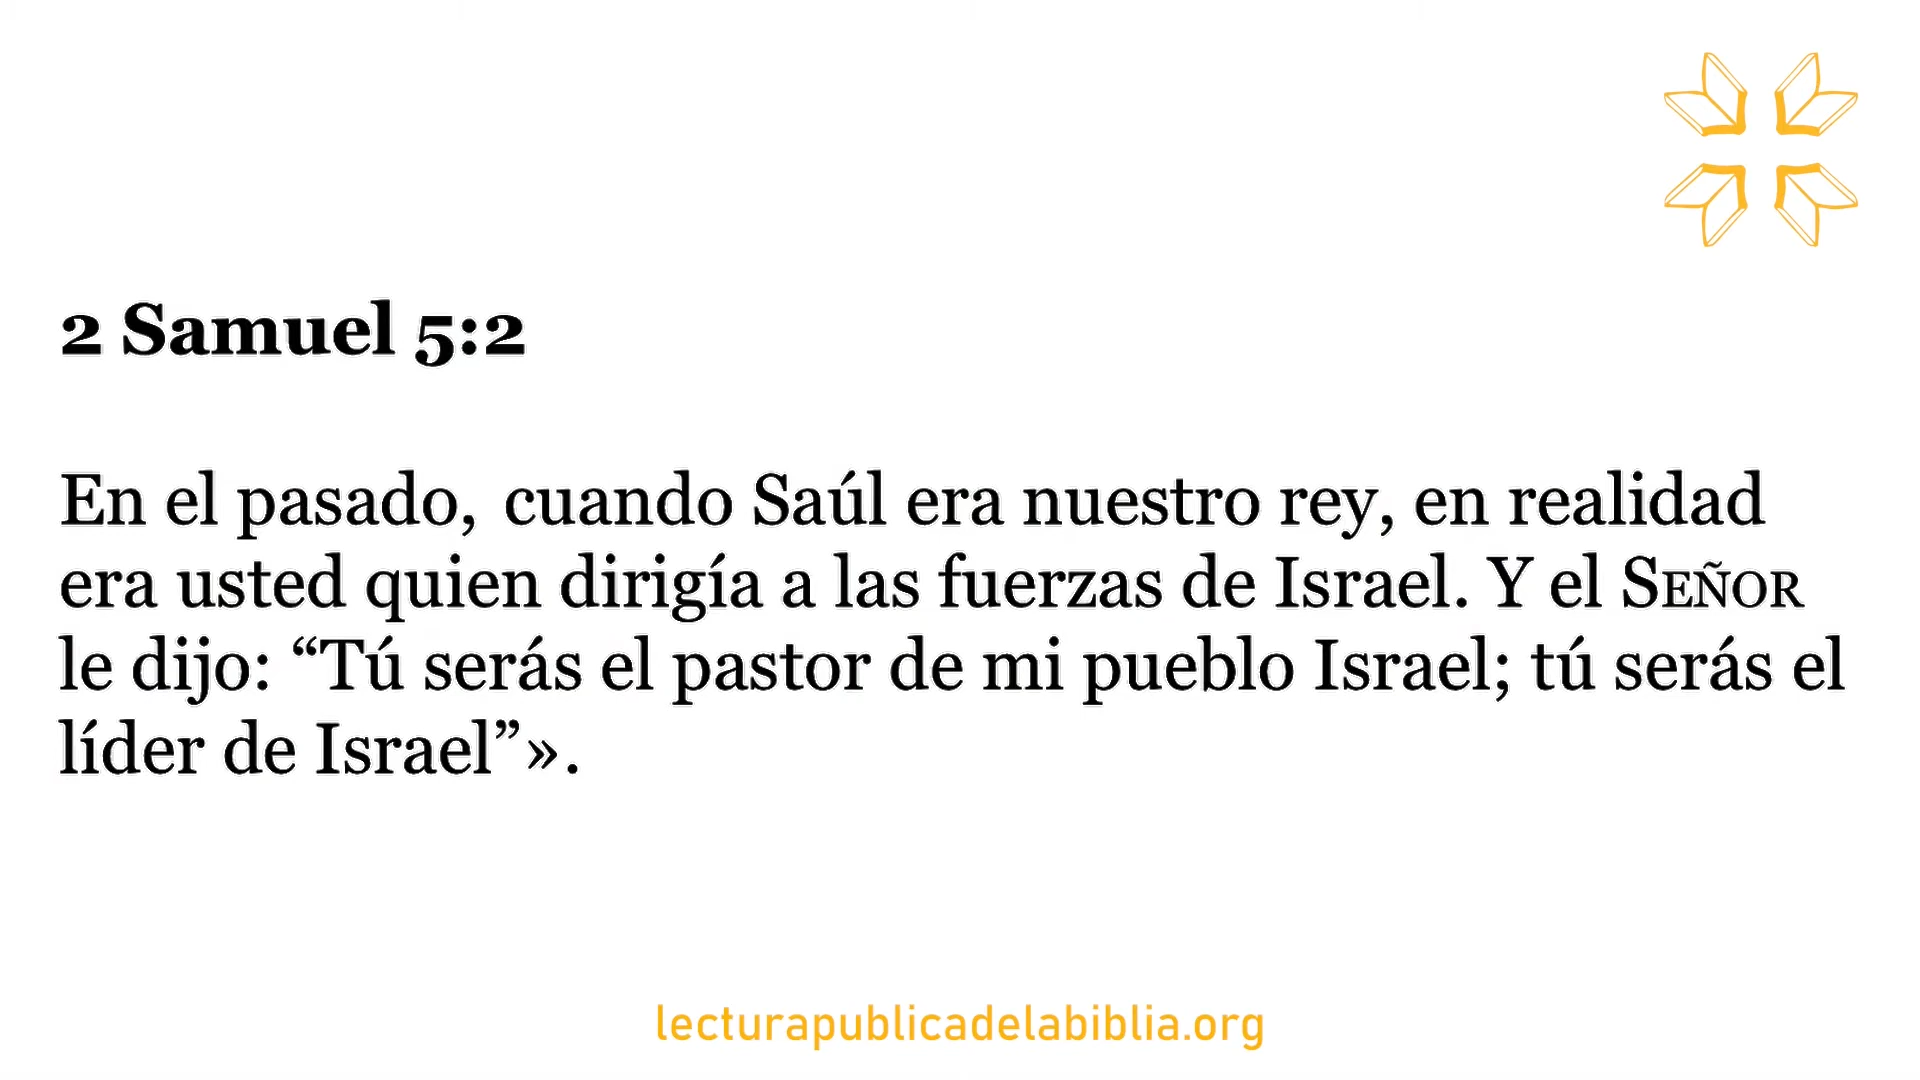 2 Samuel 5:2
En el pasado, cuando Saúl era nuestro rey, en realidad
era usted quien dirigía a las fuerzas de Israel. Y el SEÑOR
le dijo: “Tú serás el pastor de mi pueblo Israel; tú serás el
líder de Israel”».
lecturapublicadelabiblia.org